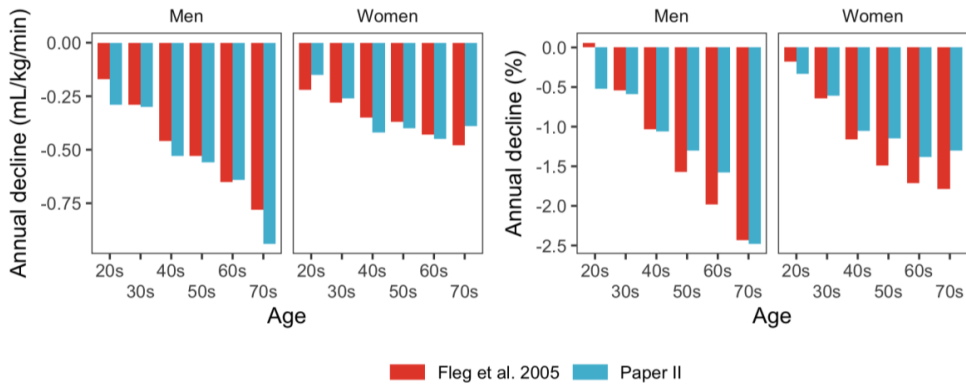 Men
Women
Annual decline (mL/kg/min)
0.00
-0.25
-0.50
-0.75
20s
30s
40s
50s
60s
70s
20s
30s
40s
50s
60s
70s
Age
Men
Women
Annual decline (%)
0.0
-0.5
-1.0
-1.5
-2.0
-2.5
20s
30s
40s
50s
60s
70s
20s
30s
40s
50s
60s
70s
Age
Fleg et al. 2005
Paper II